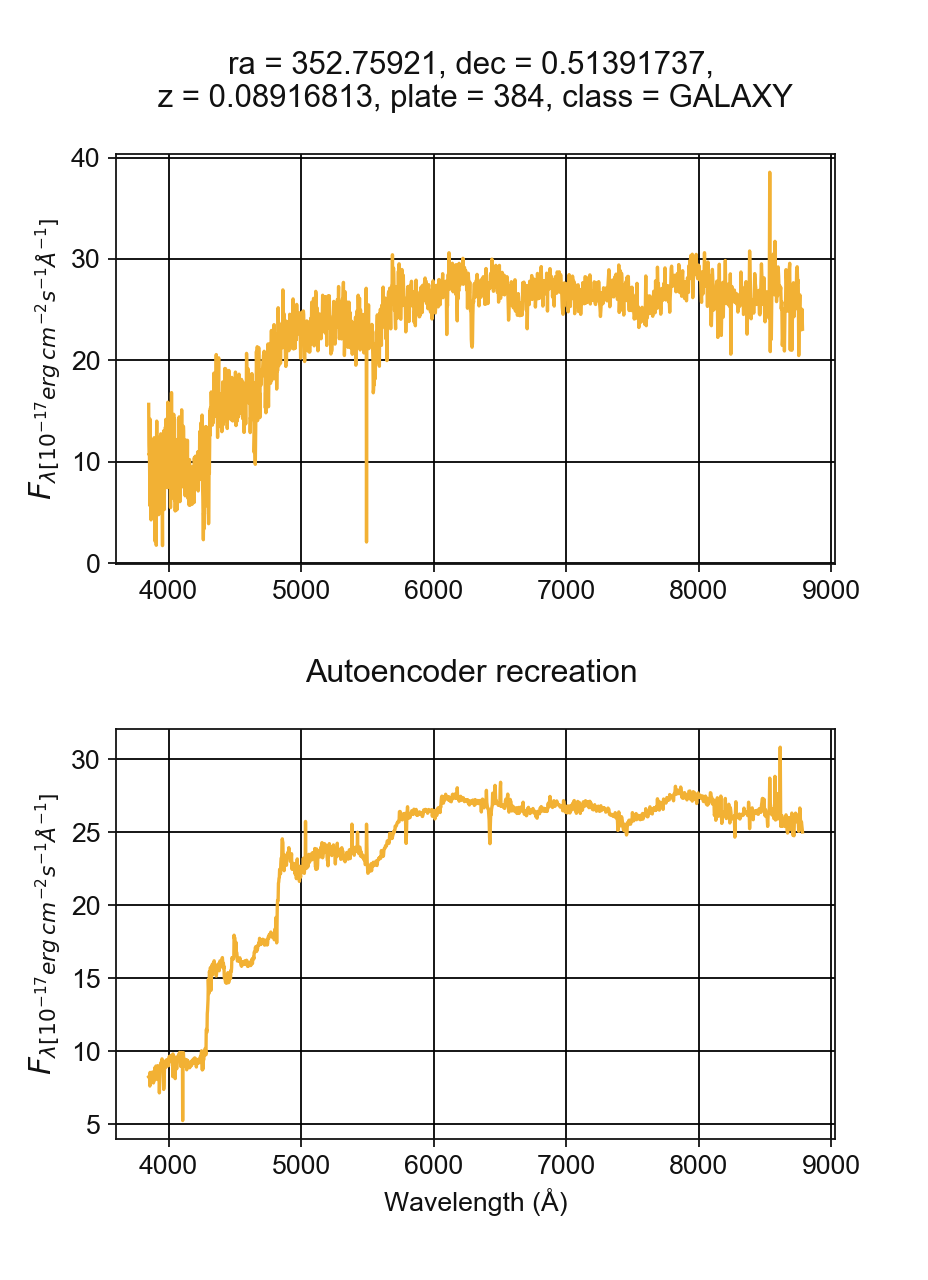 ra = 352.75921, dec = 0.51391737,
z = 0.08916813, plate = 384, class = GALAXY
F_λ[10^{−17} erg cm^{−2} s^{−1} Å^{−1}]
40
30
20
10
0
4000 5000 6000 7000 8000 9000
Autoencoder recreation
F_λ[10^{−17} erg cm^{−2} s^{−1} Å^{−1}]
30
25
20
15
10
5
4000 5000 6000 7000 8000 9000
Wavelength (Å)